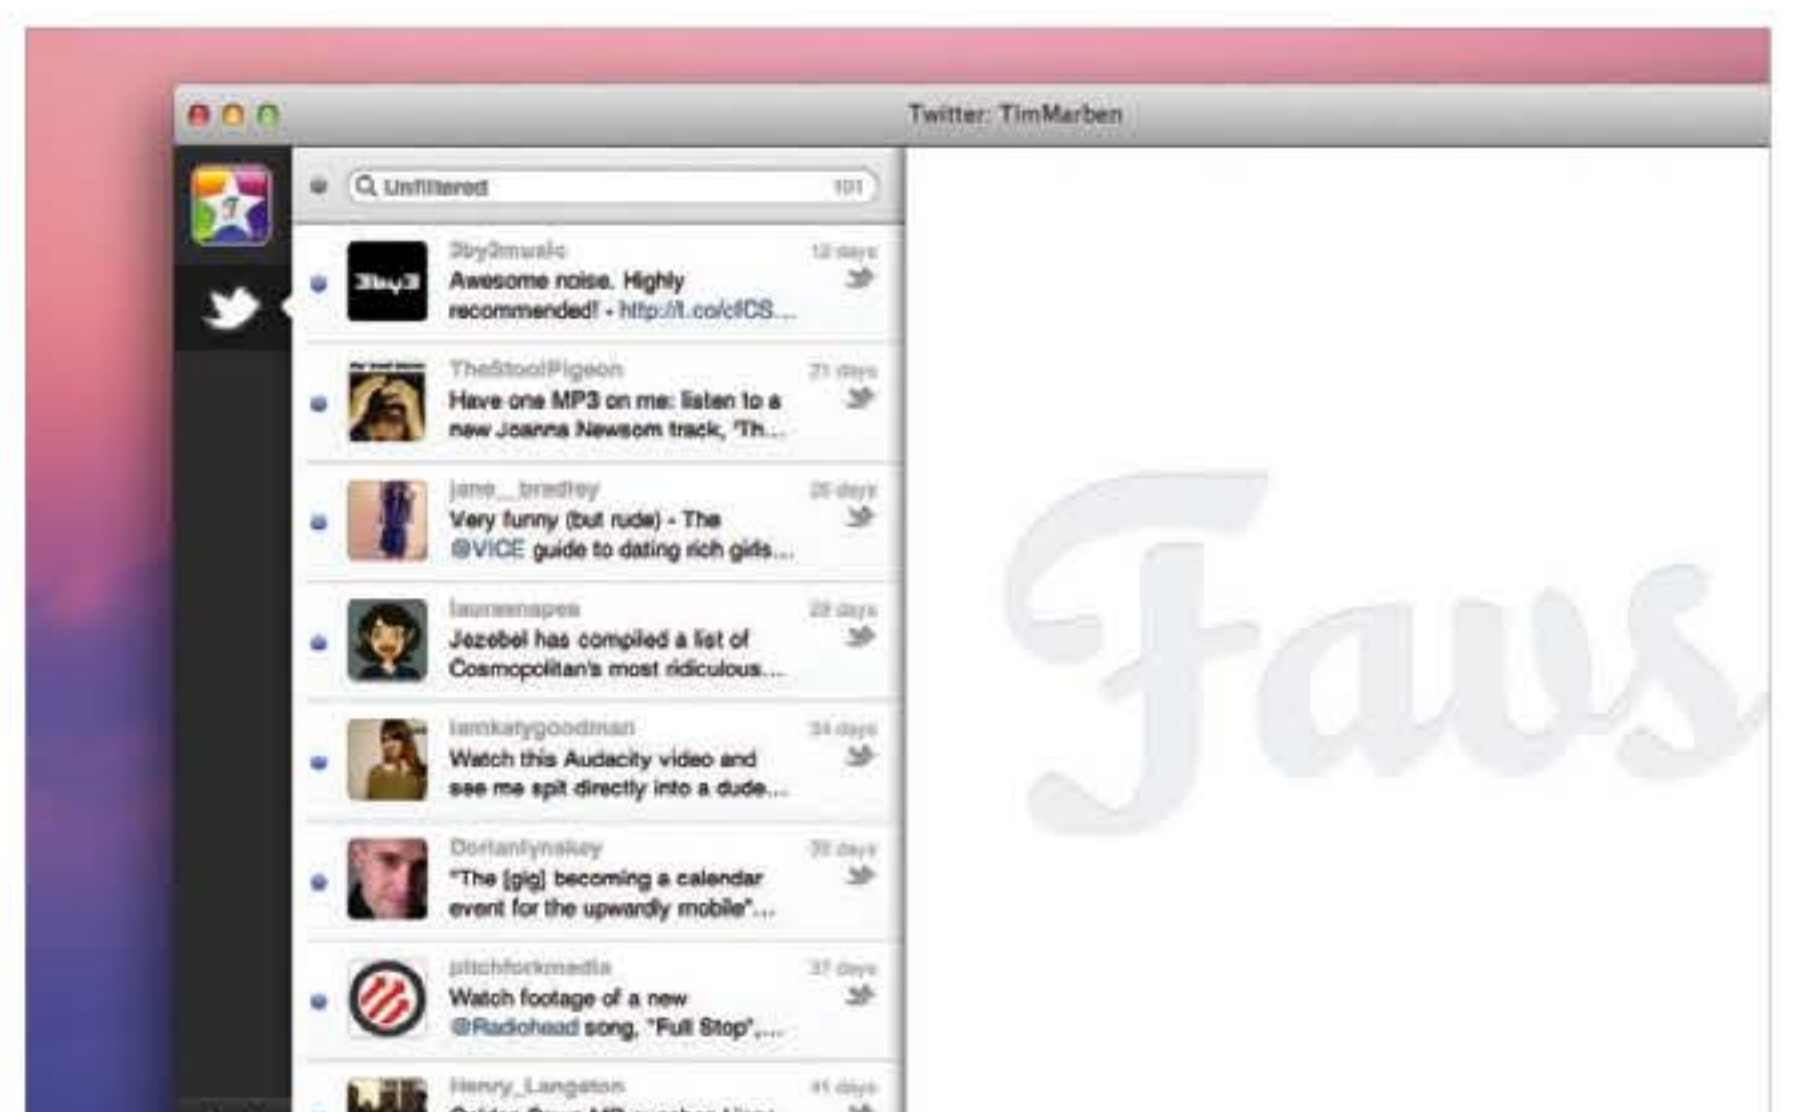 Twitter: TimMarben
Unfiltered
101
3by3music
12 days
3by3
Awesome noise. Highly
recommended! - http://t.co/cfCS...
TheStoolPigeon
21 days
Have one MP3 on me: listen to a
new Joanna Newsom track, 'Th...
jane__bradley
26 days
Very funny (but rude) - The
@VICE guide to dating rich girls...
laurasnapes
days
Jezebel has compiled a list of
Cosmopolitan's most ridiculous...
iamkatygoodman
34 days
Watch this Audacity video and
see me spit directly into a dude...
Dorianlynskey
days
"The [gig] becoming a calendar
event for the upwardly mobile"...
pitchforkmedia
37 days
Watch footage of a new
@Radiohead song, "Full Stop",...
Henry_Langston
41 days
Favs